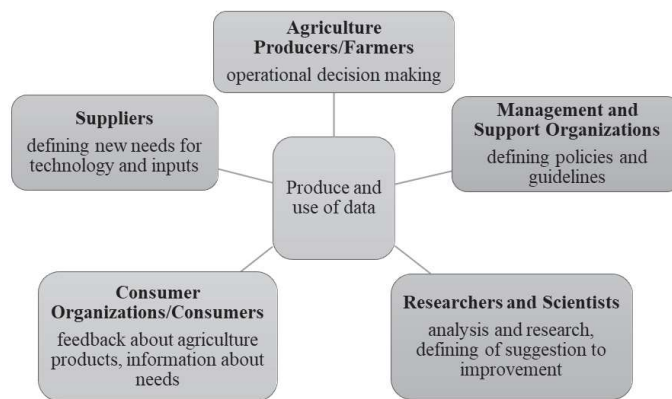 Agriculture
Producers/Farmers
operational decision making
Suppliers
defining new needs for
technology and inputs
Management and
Support Organizations
defining policies and
guidelines
Produce and
use of data
Consumer
Organizations/Consumers
feedback about agriculture
products, information about
needs
Researchers and Scientists
analysis and research,
defining of suggestion to
improvement